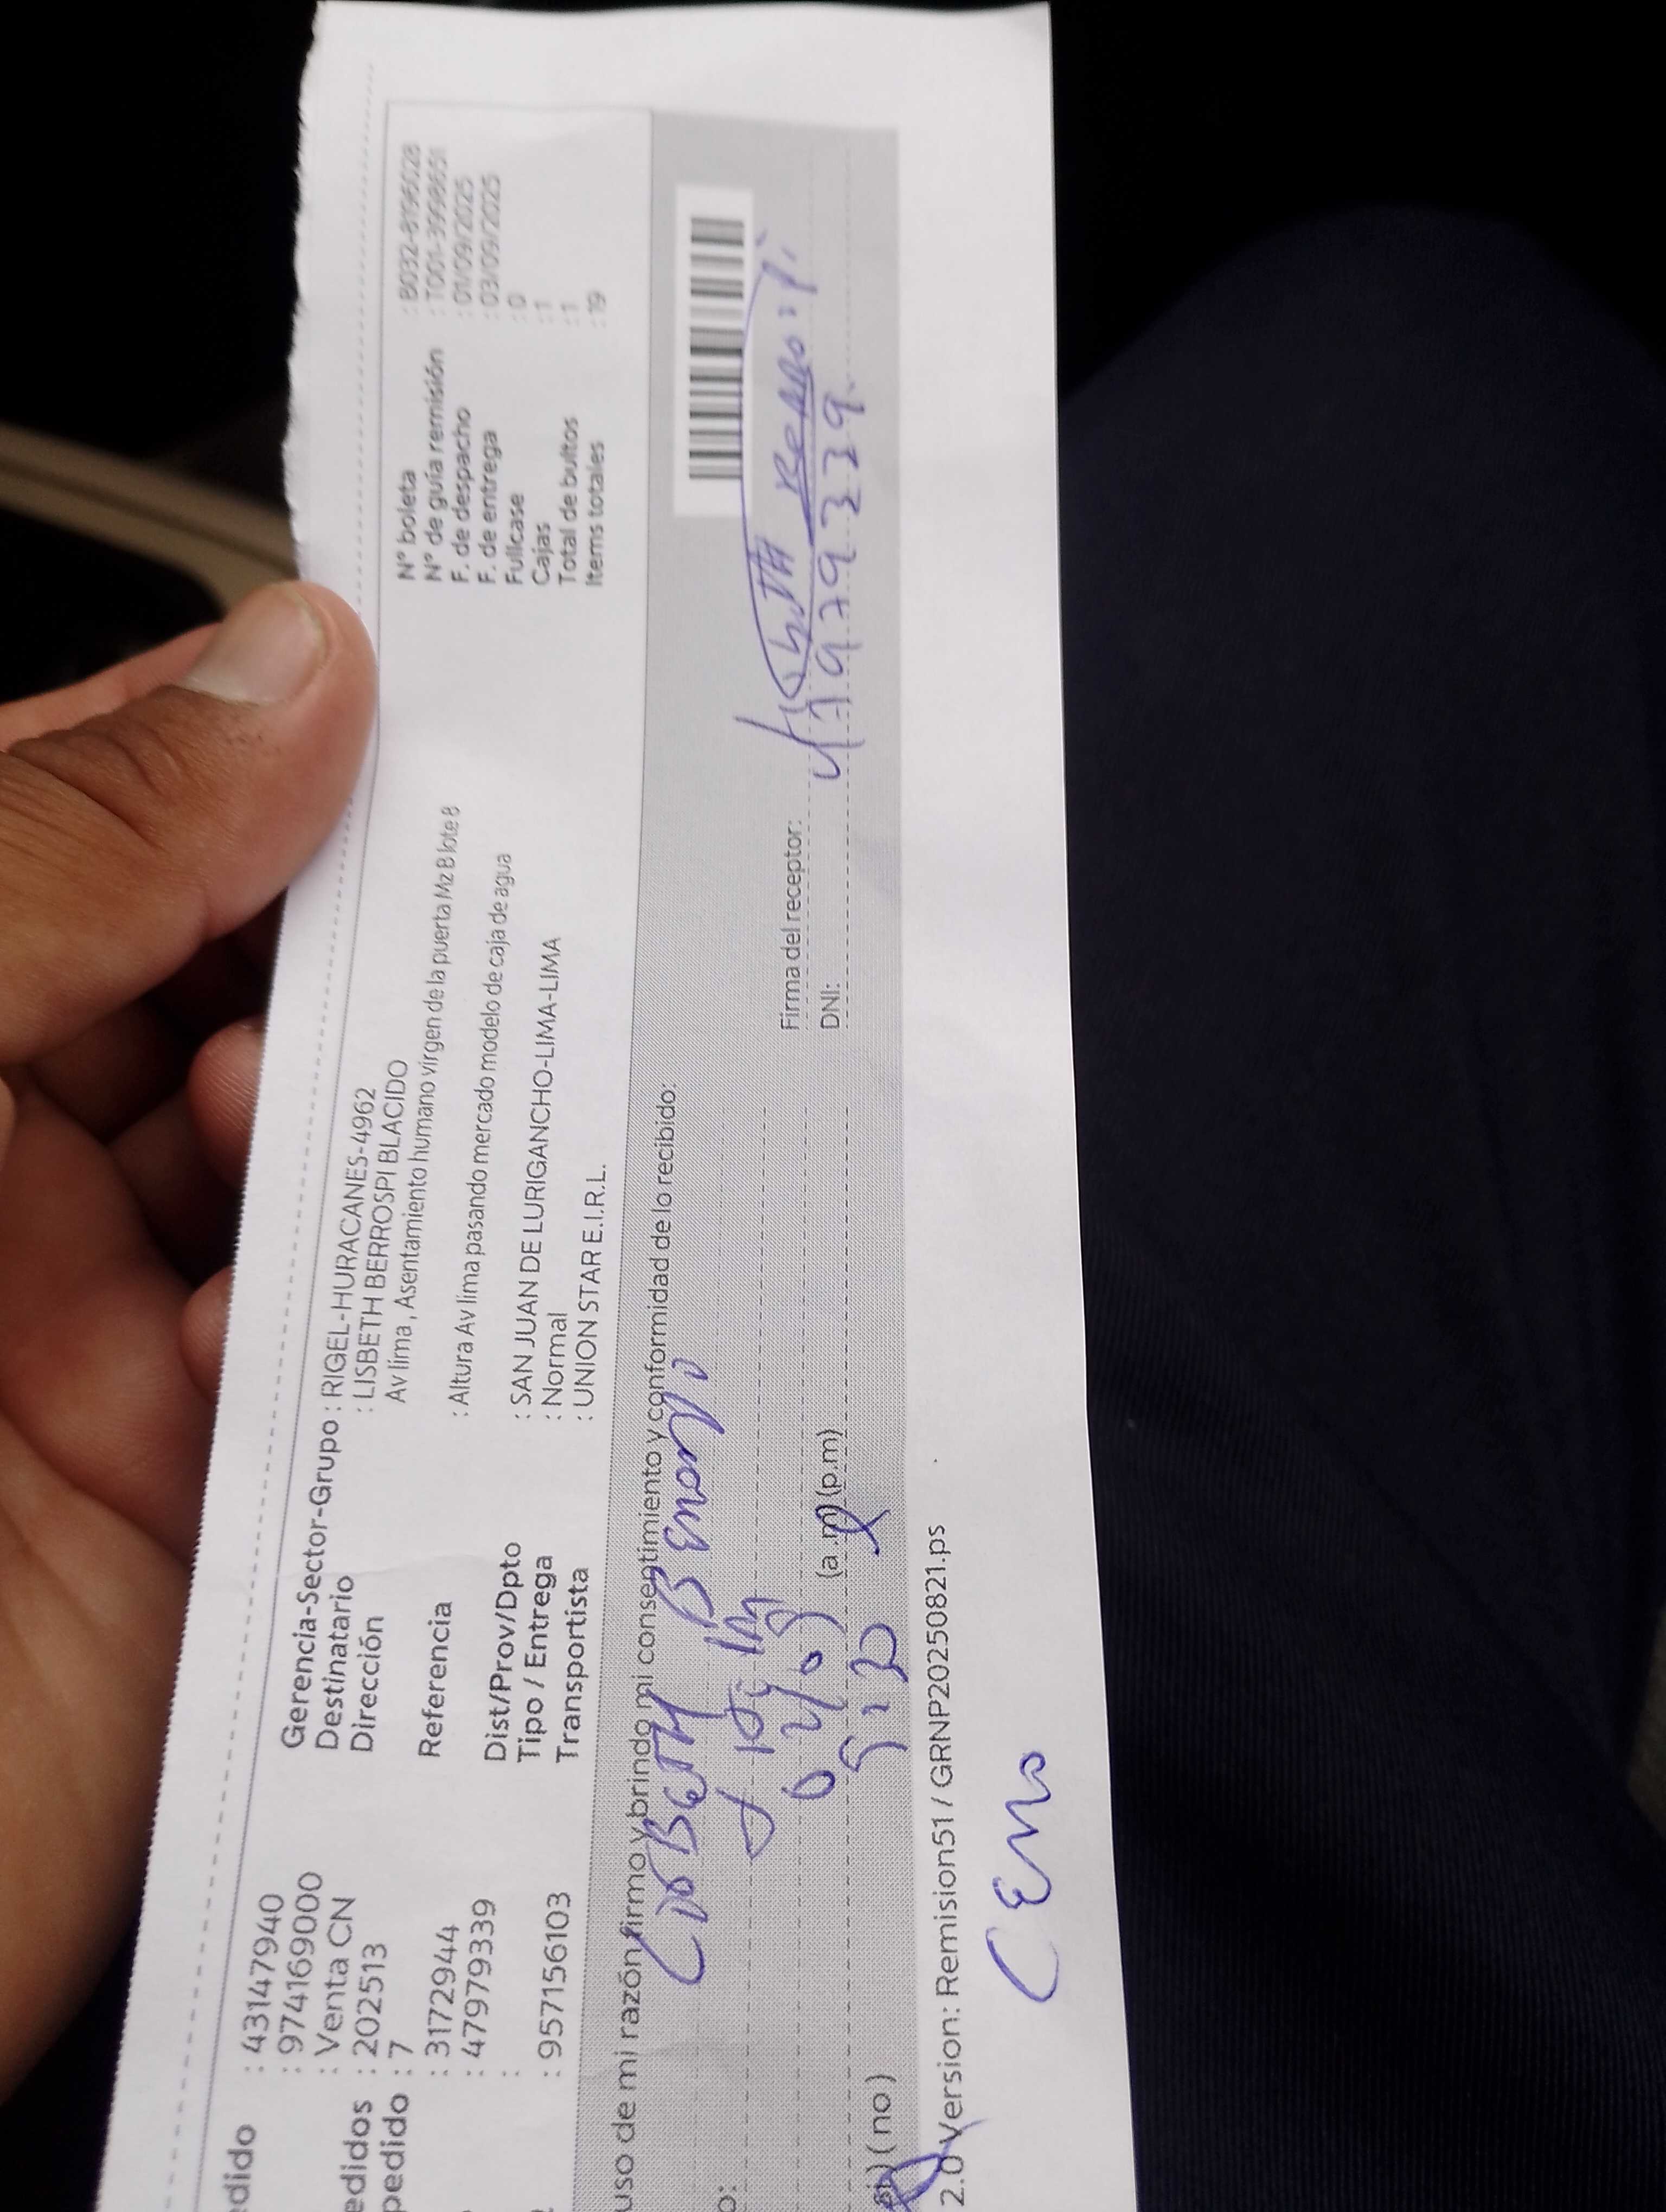 edido : 43147940
: 974169000
: Venta CN
edidos : 202513
pedido : 7
: 31772944
: 47979339
:
: 957156103
Gerencia-Sector-Grupo : RIGEL-HURACANES-4962
Destinatario : LISBETH BERROSPI BLACIDO
Dirección Av lima , Asentamiento humano virgen de la puerta Mz B lote 8
Referencia : Altura Av lima pasando mercado modelo de caja de agua
Dist/Prov/Dpto : SAN JUAN DE LURIGANCHO-LIMA-LIMA
Tipo / Entrega : Normal
Transportista : UNION STAR E.I.R.L.
N° boleta : B032-8196028
N° de guía remisión : T001-3998651
F. de despacho : 01/09/2025
F. de entrega : 03/09/2025
Fullcase : 0
Cajas : 1
Total de bultos : 1
Items totales : 19
uso de mi razón firmo y brindo mi consentimiento y conformidad de lo recibido:
o:
Firma del receptor:
DNI: 47979339
5:20 (a.m) (p.m)
(si) (no)
2.0 Version: Remision51 / GRNP20250821.ps